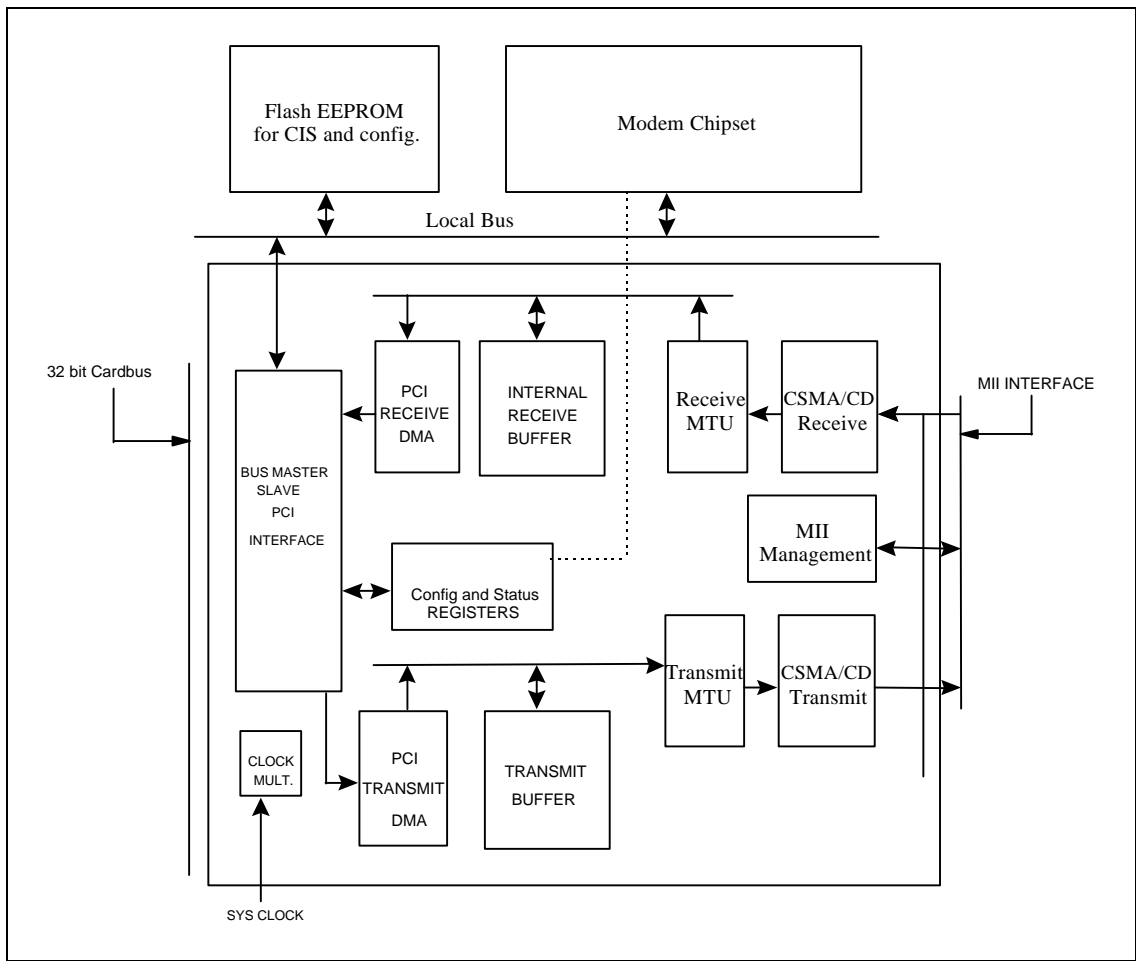 Flash EEPROM
for CIS and config.
Modem Chipset
Local Bus
32 bit Cardbus
MII INTERFACE
PCI
RECEIVE
DMA
INTERNAL
RECEIVE
BUFFER
Receive
MTU
CSMA/CD
Receive
BUS MASTER
SLAVE
PCI
INTERFACE
MII
Management
Config and Status
REGISTERS
Transmit
MTU
CSMA/CD
Transmit
CLOCK
MULT.
PCI
TRANSMIT
DMA
TRANSMIT
BUFFER
SYS CLOCK